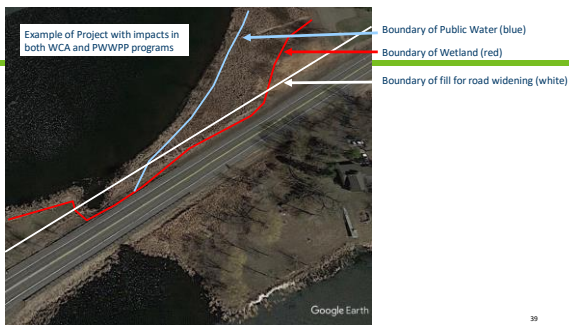 Example of Project with impacts in
both WCA and PWWPP programs
Boundary of Public Water (blue)
Boundary of Wetland (red)
Boundary of fill for road widening (white)
Google Earth
39